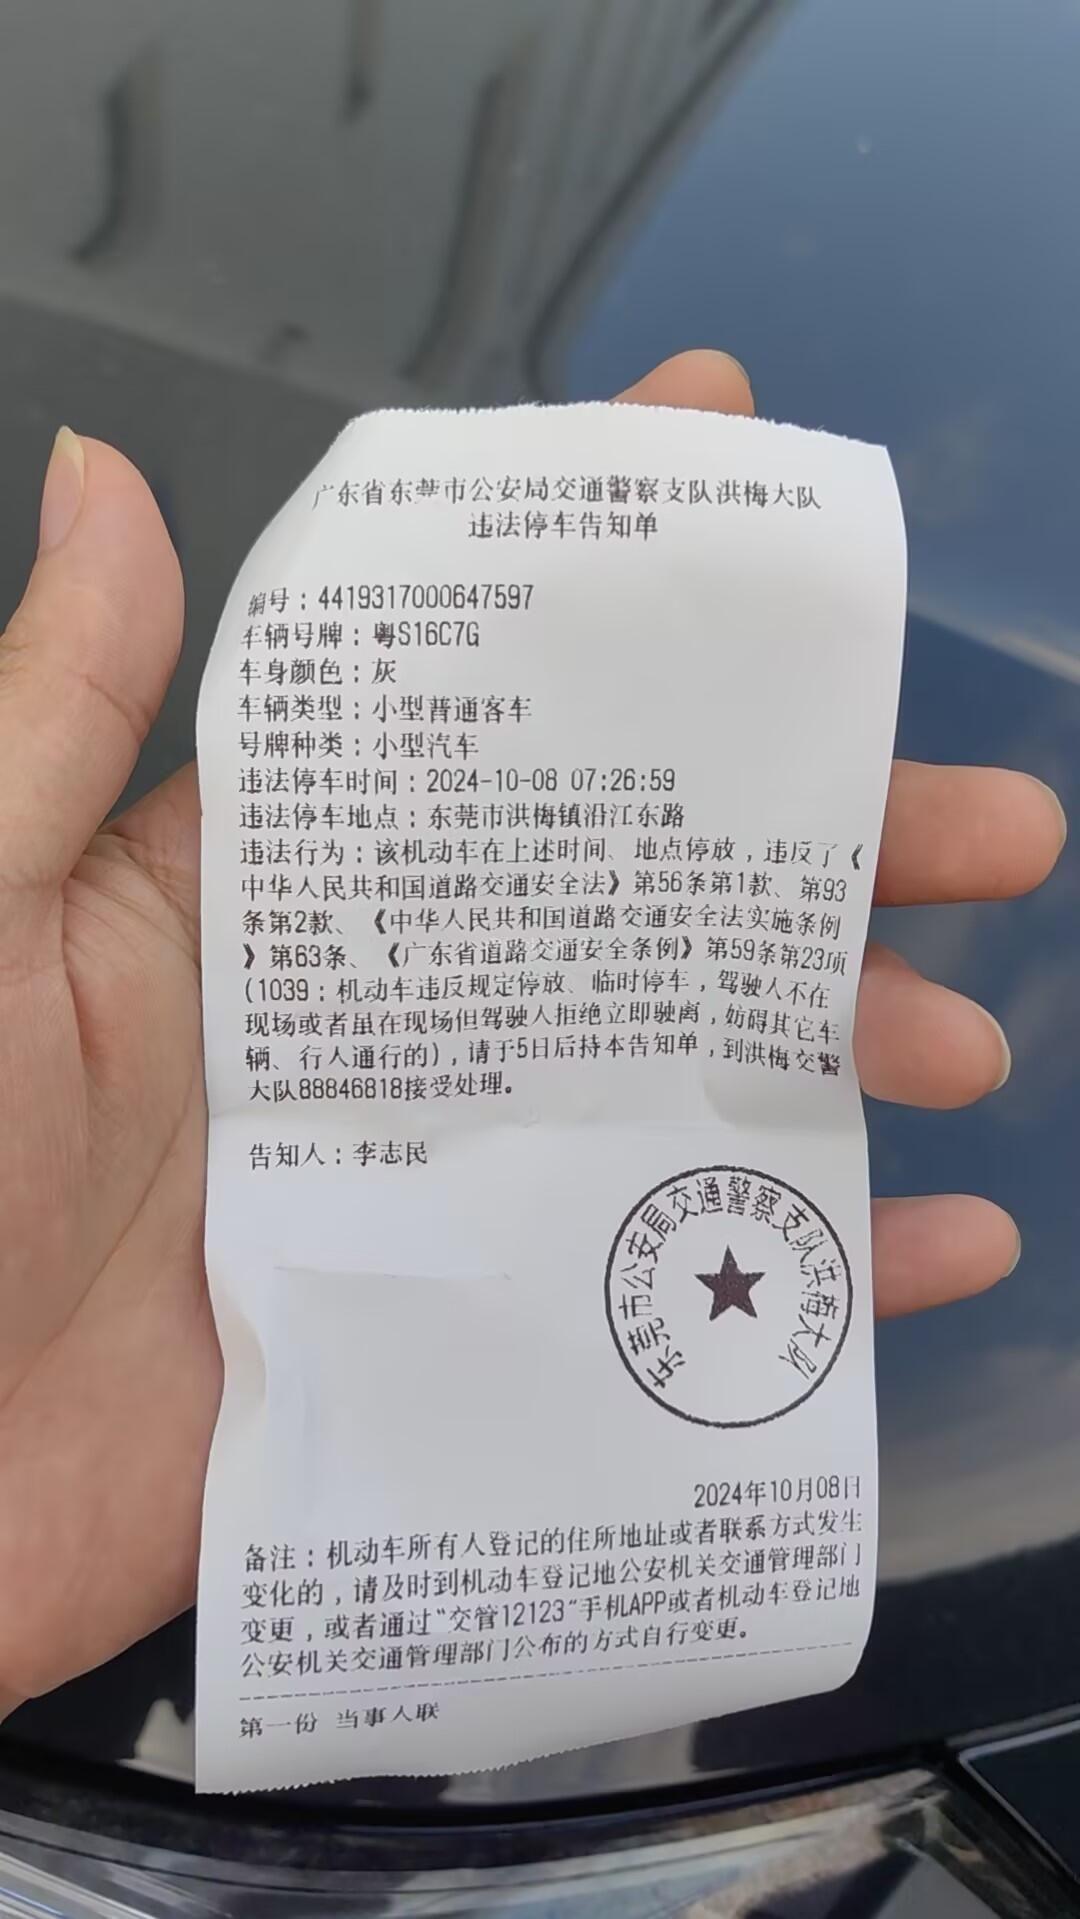 广东省东莞市公安局交通警察支队洪梅大队
违法停车告知单
编号：4419317000647597
车辆号牌：粤S16C7G
车身颜色：灰
车辆类型：小型普通客车
号牌种类：小型汽车
违法停车时间：2024-10-08 07:26:59
违法停车地点：东莞市洪梅镇沿江东路
违法行为：该机动车在上述时间、地点停放，违反了《
中华人民共和国道路交通安全法》第56条第1款、第93
条第2款、《中华人民共和国道路交通安全法实施条例
》第63条、《广东省道路交通安全条例》第59条第23项
(1039：机动车违反规定停放、临时停车，驾驶人不在
现场或者虽在现场但驾驶人拒绝立即驶离，妨碍其它车
辆、行人通行的)，请于5日后持本告知单，到洪梅交警
大队88846818接受处理。
告知人：李志民
东莞市公安局交通警察支队洪梅大队
2024年10月08日
备注：机动车所有人登记的住所地址或者联系方式发生
变化的，请及时到机动车登记地公安机关交通管理部门
变更，或者通过“交管12123”手机APP或者机动车登记地
公安机关交通管理部门公布的方式自行变更。
第一份 当事人联